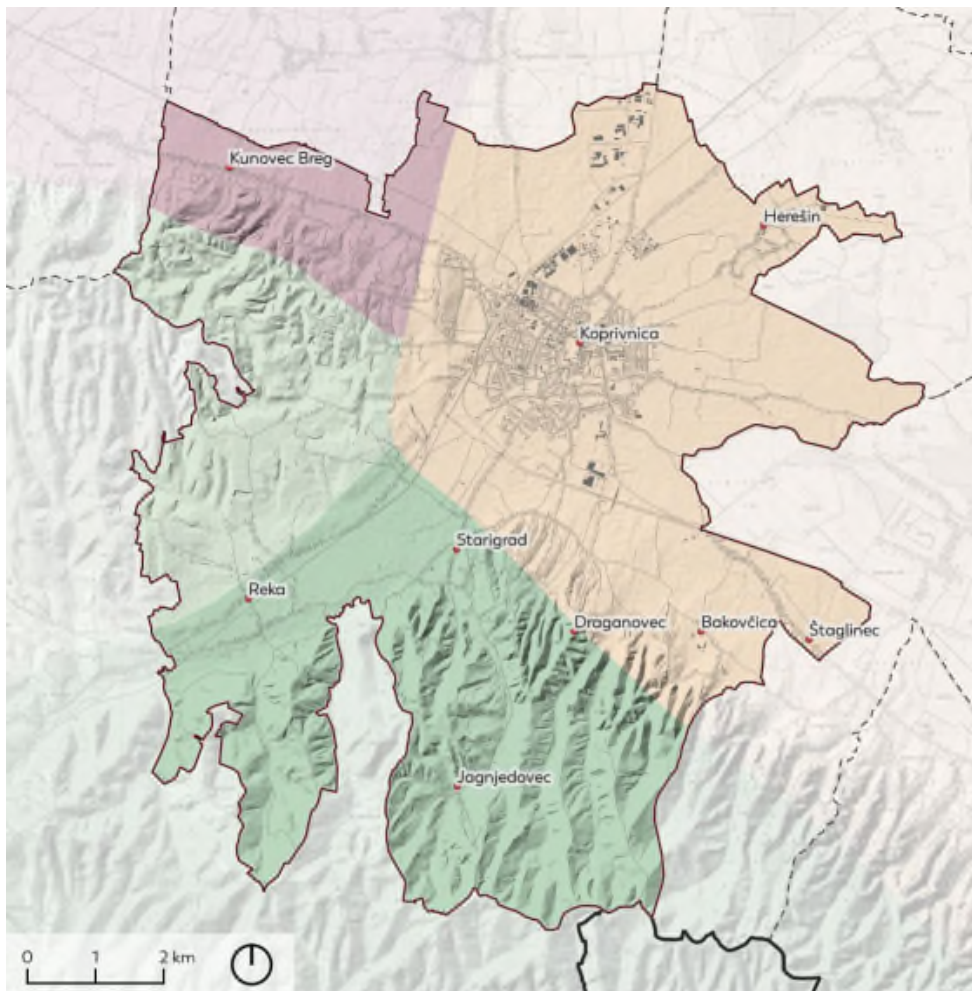 Kunovec Breg
Herešin
Koprivnica
Starigrad
Reka
Draganovec
Bakovčica
Štaglinec
Jagnjedovec
0 1 2 km